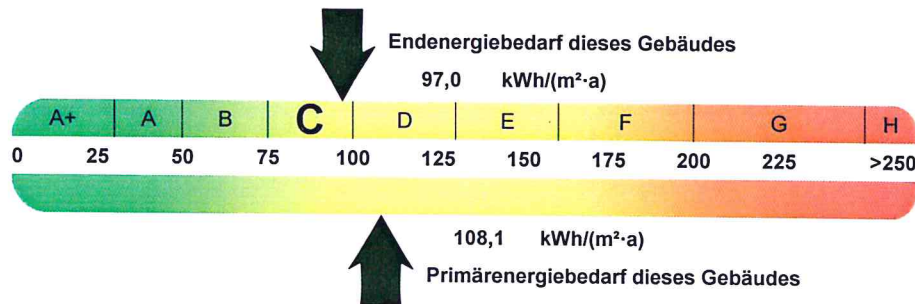 Endenergiebedarf dieses Gebäudes
97,0 kWh/(m²·a)
A+ A B C D E F G H
0 25 50 75 100 125 150 175 200 225 >250
108,1 kWh/(m²·a)
Primärenergiebedarf dieses Gebäudes